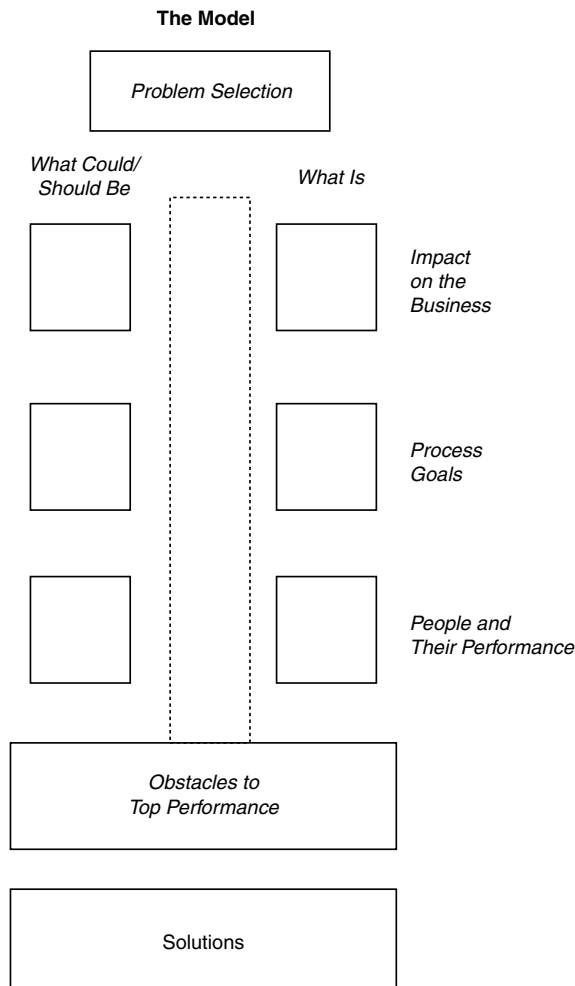 The Model
Problem Selection
What Could/
Should Be
What Is
Impact
on the
Business
Process
Goals
People and
Their Performance
Obstacles to
Top Performance
Solutions